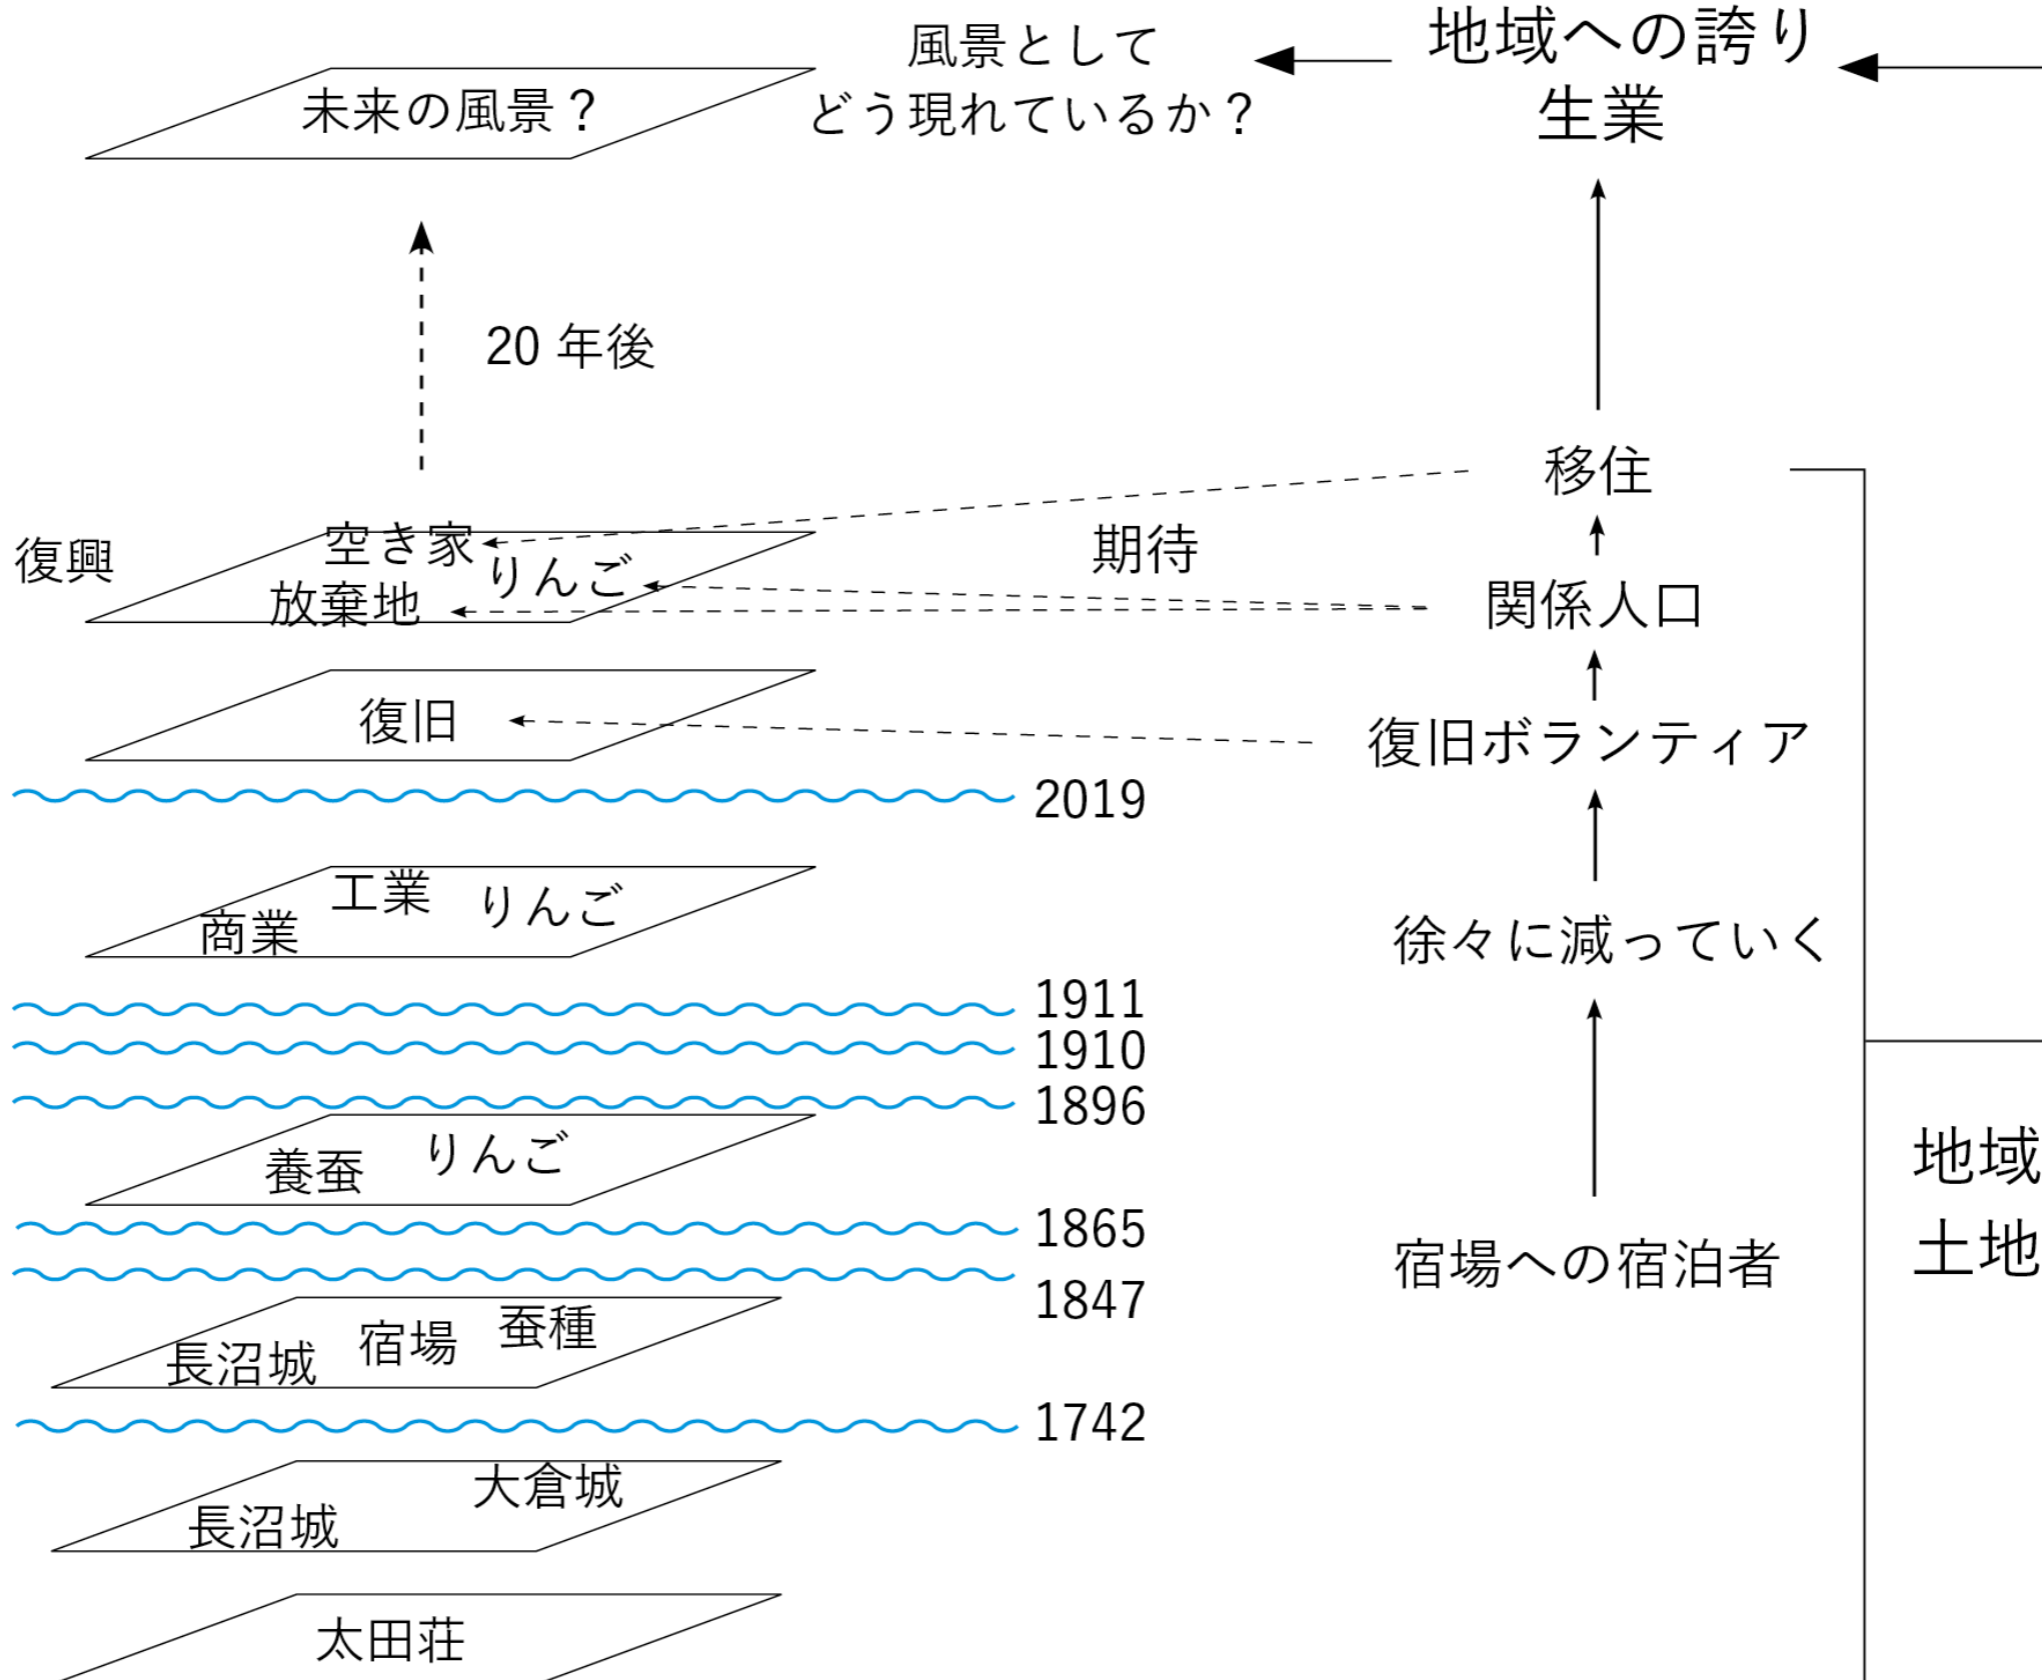 未来の風景？
風景として
どう現れているか？
地域への誇り
生業
20 年後
移住
復興
空き家
りんご
放棄地
期待
関係人口
復旧
復旧ボランティア
2019
工業
りんご
商業
徐々に減っていく
1911
1910
1896
養蚕
りんご
地域
土地
1865
宿場への宿泊者
1847
長沼城
宿場
蚕種
1742
大倉城
長沼城
太田荘